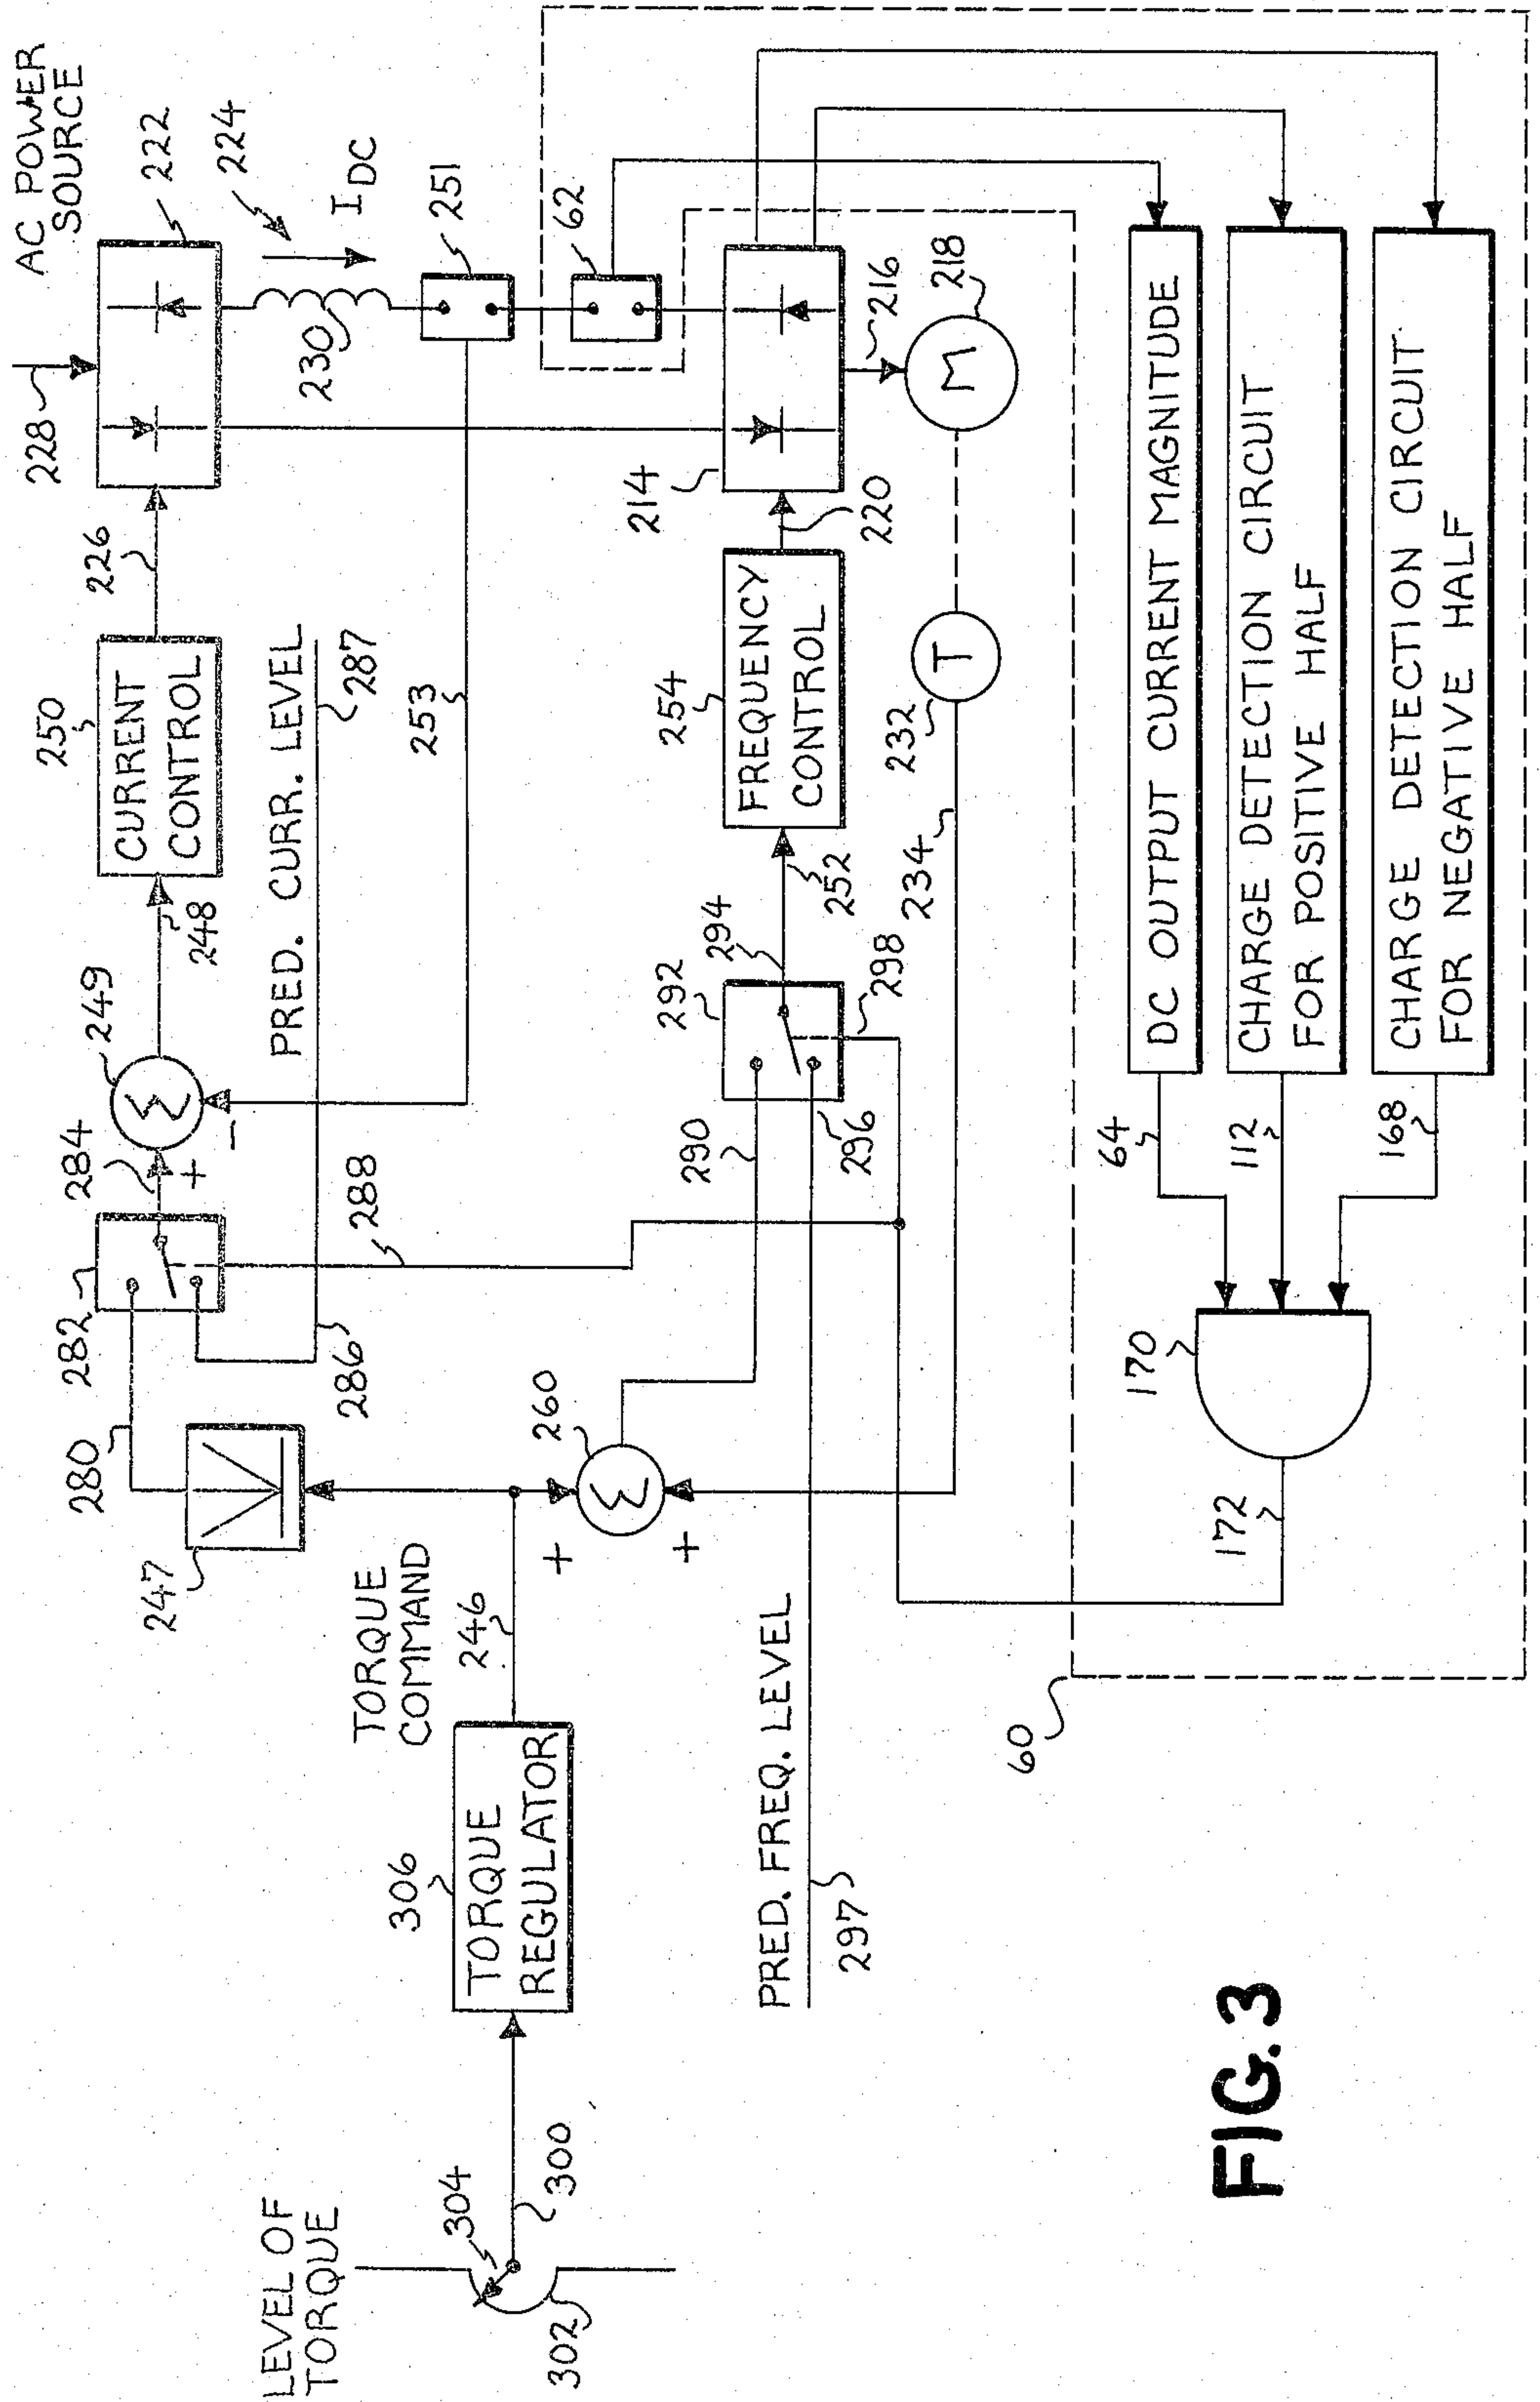 AC POWER
SOURCE
228
222
224
226
250
CURRENT
CONTROL
248
249
284
+
-
282
280
247
230
I DC
251
253
PRED. CURR. LEVEL
287
286
288
62
214
216
218
M
220
254
FREQUENCY
CONTROL
252
294
292
298
296
290
T
232
234
260
Σ
Σ
+
+
TORQUE
COMMAND
246
306
TORQUE
REGULATOR
LEVEL OF
TORQUE
304
300
302
PRED. FREQ. LEVEL
297
60
DC OUTPUT CURRENT MAGNITUDE
CHARGE DETECTION CIRCUIT
FOR POSITIVE HALF
CHARGE DETECTION CIRCUIT
FOR NEGATIVE HALF
64
112
168
170
172
FIG. 3